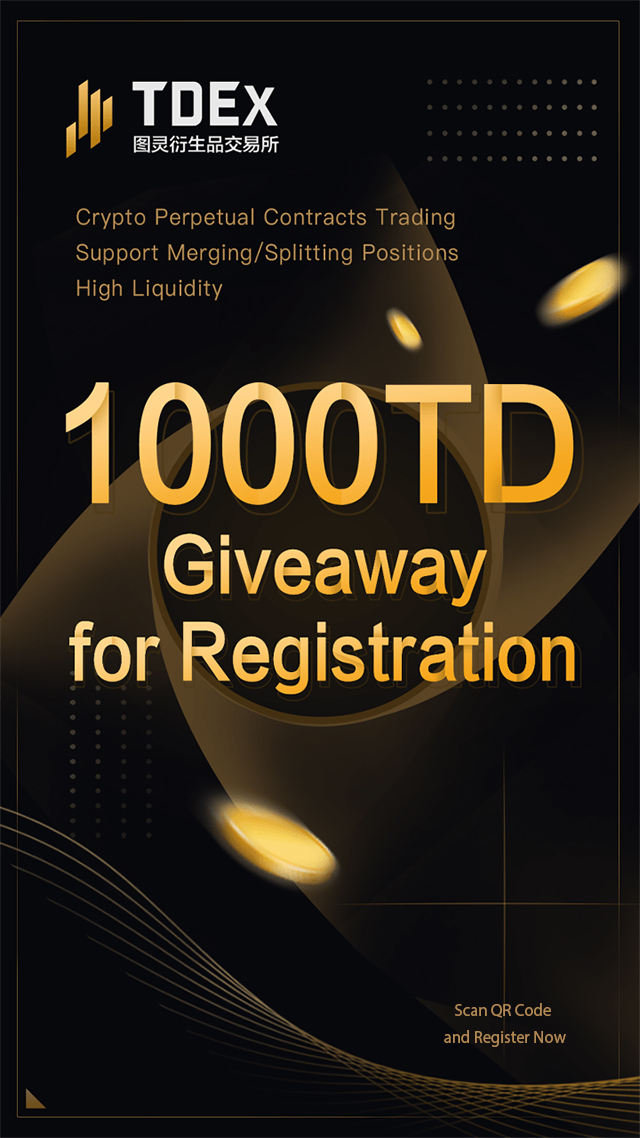 TDEX
图灵衍生品交易所
Crypto Perpetual Contracts Trading
Support Merging/Splitting Positions
High Liquidity
1000TD
Giveaway
for Registration
Scan QR Code
and Register Now